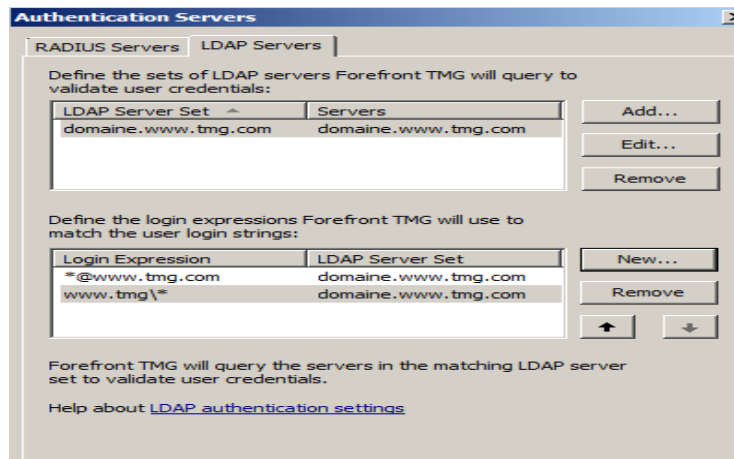 Authentication Servers
RADIUS Servers LDAP Servers
Define the sets of LDAP servers Forefront TMG will query to
validate user credentials:
LDAP Server Set Servers
domaine.www.tmg.com domaine.www.tmg.com
Add...
Edit...
Remove
Define the login expressions Forefront TMG will use to
match the user login strings:
Login Expression LDAP Server Set
*@www.tmg.com domaine.www.tmg.com
www.tmg\* domaine.www.tmg.com
New...
Remove
Forefront TMG will query the servers in the matching LDAP server
set to validate user credentials.
Help about LDAP authentication settings